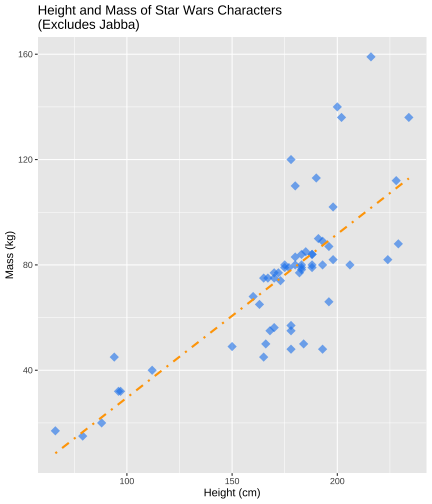 Height and Mass of Star Wars Characters
(Excludes Jabba)
160
120
80
40
Mass (kg)
100
150
200
Height (cm)